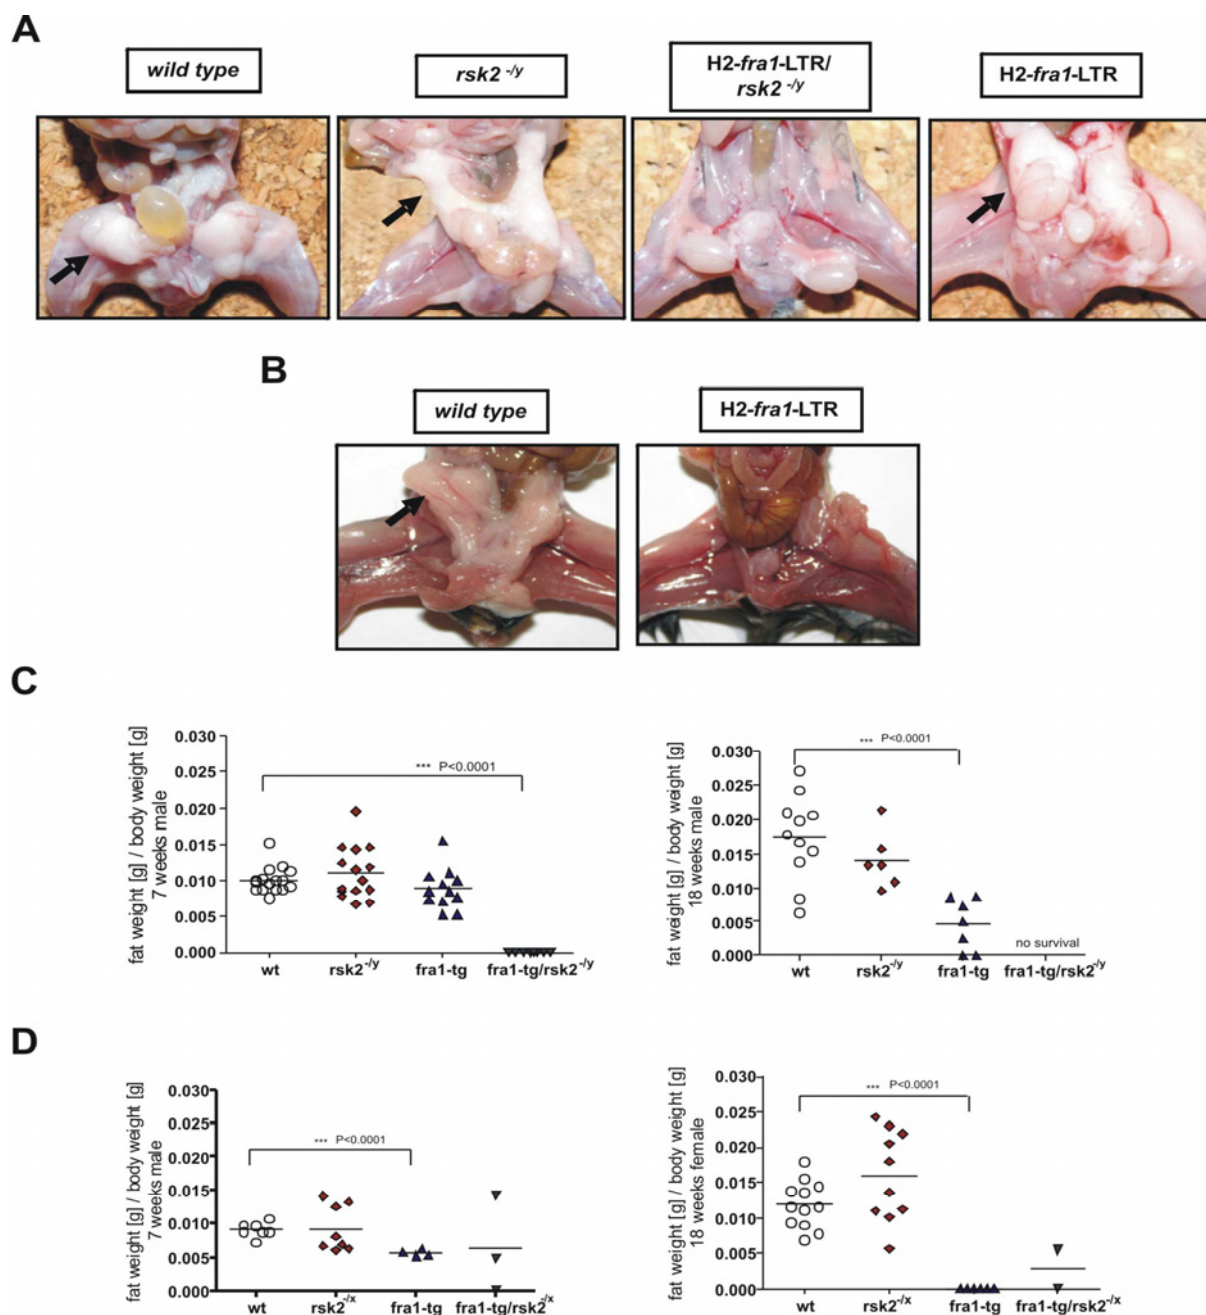 A
wild type
rsk2 -/y
H2-fra1-LTR/
rsk2 -/y
H2-fra1-LTR
B
wild type
H2-fra1-LTR
C
fat weight [g] / body weight [g]
7 weeks male
0.030
0.025
0.020
0.015
0.010
0.005
0.000
*** P<0.0001
wt
rsk2-/y
fra1-tg
fra1-tg/rsk2-/y
fat weight [g] / body weight [g]
18 weeks male
0.030
0.025
0.020
0.015
0.010
0.005
0.000
*** P<0.0001
no survival
wt
rsk2-/y
fra1-tg
fra1-tg/rsk2-/y
D
fat weight [g] / body weight [g]
7 weeks male
0.030
0.025
0.020
0.015
0.010
0.005
0.000
*** P<0.0001
wt
rsk2-/x
fra1-tg
fra1-tg/rsk2-/x
fat weight [g] / body weight [g]
18 weeks female
0.030
0.025
0.020
0.015
0.010
0.005
0.000
*** P<0.0001
wt
rsk2-/x
fra1-tg
fra1-tg/rsk2-/x